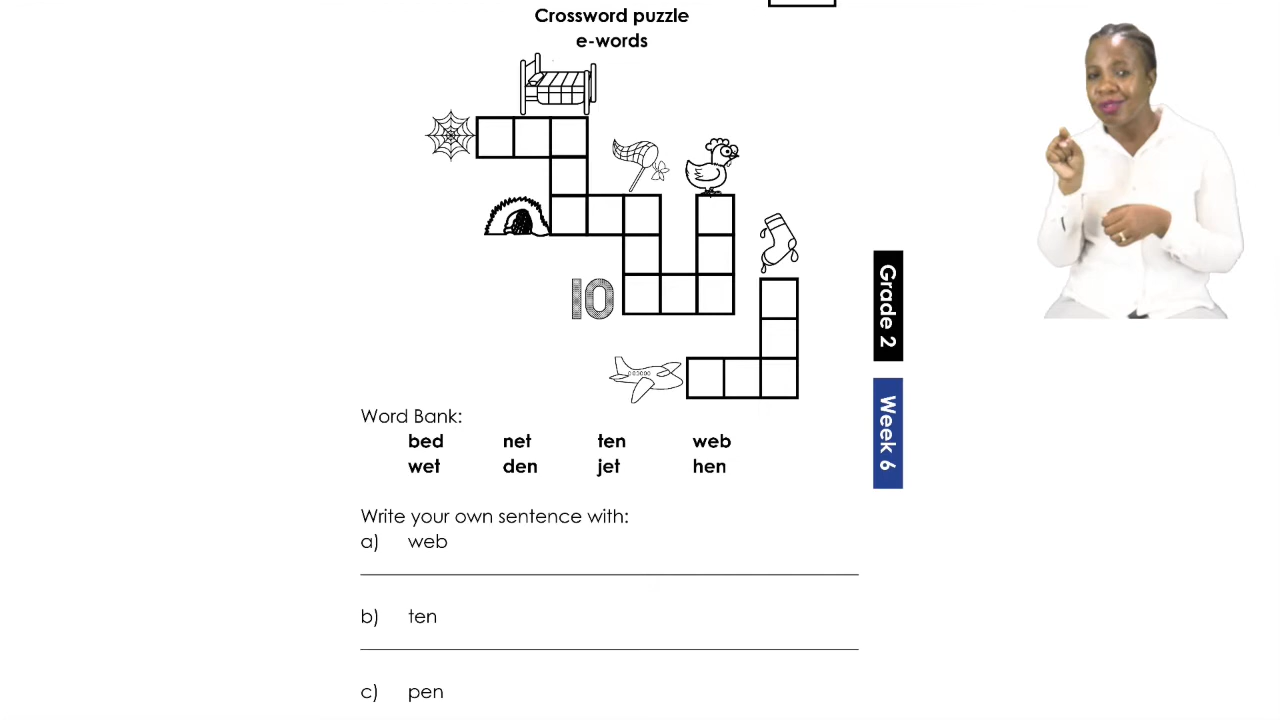 Crossword puzzle
e-words
10
Word Bank:
bed net ten web
wet den jet hen
Write your own sentence with:
a) web
b) ten
c) pen
Grade 2
Week 6